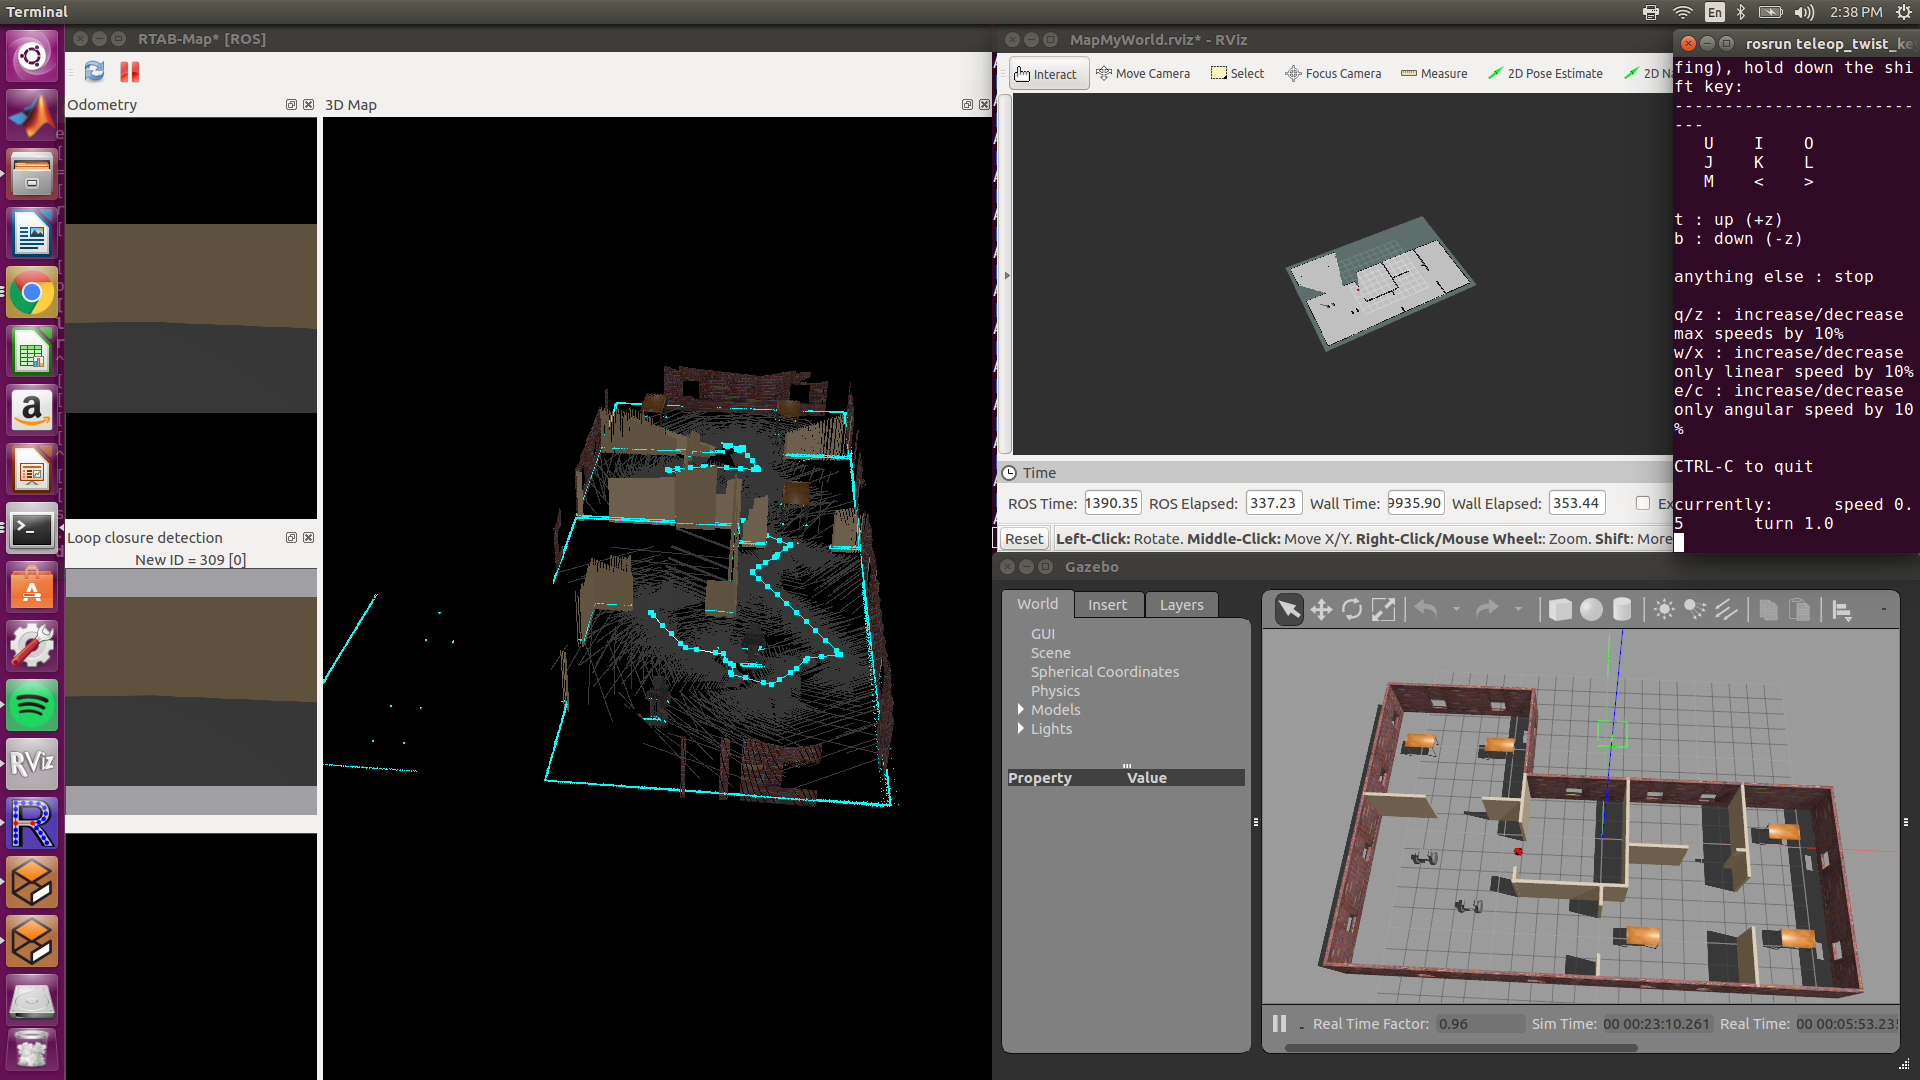 Terminal
En
2:38 PM
RTAB-Map* [ROS]
Odometry
3D Map
Loop closure detection
New ID = 309 [0]
MapMyWorld.rviz* - RViz
Interact
Move Camera
Select
Focus Camera
Measure
2D Pose Estimate
2D Na
Time
ROS Time:
1390.35
ROS Elapsed:
337.23
Wall Time:
9935.90
Wall Elapsed:
353.44
Ex
Reset
Left-Click: Rotate. Middle-Click: Move X/Y. Right-Click/Mouse Wheel:: Zoom. Shift: More
rosrun teleop_twist_ke
fing), hold down the shi
ft key:
------------------------
---
U I O
J K L
M < >
t : up (+z)
b : down (-z)
anything else : stop
q/z : increase/decrease
max speeds by 10%
w/x : increase/decrease
only linear speed by 10%
e/c : increase/decrease
only angular speed by 10
%
CTRL-C to quit
currently: speed 0.
5 turn 1.0
Gazebo
World
Insert
Layers
GUI
Scene
Spherical Coordinates
Physics
Models
Lights
Property
Value
Real Time Factor:
0.96
Sim Time:
00 00:23:10.261
Real Time:
00 00:05:53.235
a
RViz
R